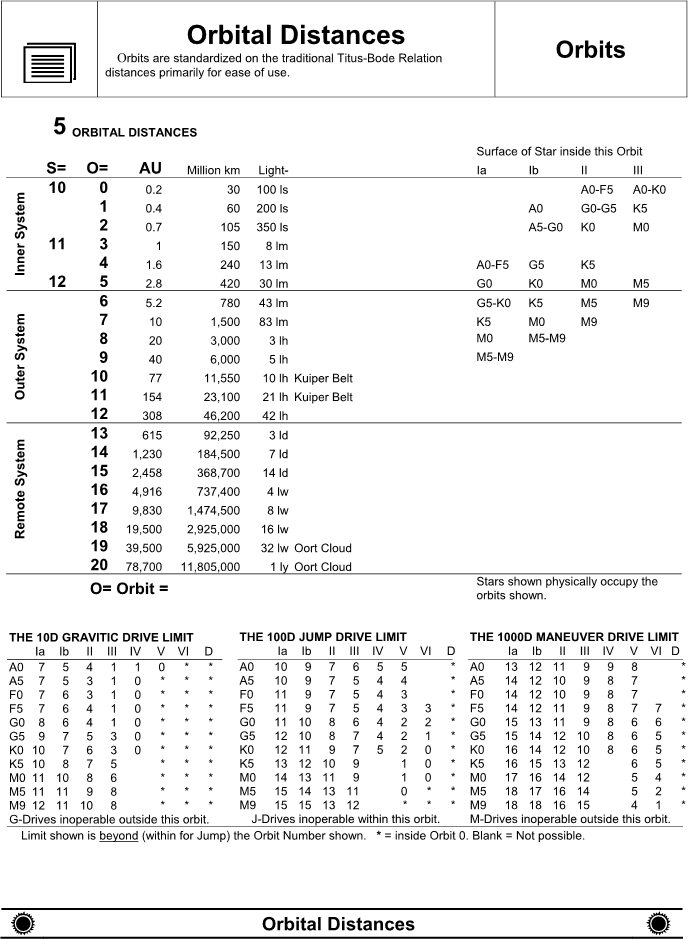 Orbital Distances
Orbits are standardized on the traditional Titus-Bode Relation
distances primarily for ease of use.
Orbits
5 ORBITAL DISTANCES
Surface of Star inside this Orbit
S= O= AU Million km Light- Ia Ib II III
Inner System
10 0 0.2 30 100 ls A0-F5 A0-K0
1 0.4 60 200 ls A0 G0-G5 K5
2 0.7 105 350 ls A5-G0 K0 M0
11 3 1 150 8 lm
4 1.6 240 13 lm A0-F5 G5 K5
12 5 2.8 420 30 lm G0 K0 M0 M5
Outer System
6 5.2 780 43 lm G5-K0 K5 M5 M9
7 10 1,500 83 lm K5 M0 M9
8 20 3,000 3 lh M0 M5-M9
9 40 6,000 5 lh M5-M9
10 77 11,550 10 lh Kuiper Belt
11 154 23,100 21 lh Kuiper Belt
12 308 46,200 42 lh
Remote System
13 615 92,250 3 ld
14 1,230 184,500 7 ld
15 2,458 368,700 14 ld
16 4,916 737,400 4 lw
17 9,830 1,474,500 8 lw
18 19,500 2,925,000 16 lw
19 39,500 5,925,000 32 lw Oort Cloud
20 78,700 11,805,000 1 ly Oort Cloud
O= Orbit =
Stars shown physically occupy the
orbits shown.
THE 10D GRAVITIC DRIVE LIMIT
Ia Ib II III IV V VI D
A0 7 5 4 1 1 0 * *
A5 7 5 3 1 0 * * *
F0 7 6 3 1 0 * * *
F5 7 6 4 1 0 * * *
G0 8 6 4 1 0 * * *
G5 9 7 5 3 0 * * *
K0 10 7 6 3 0 * * *
K5 10 8 7 5 * * *
M0 11 10 8 6 * * *
M5 11 11 9 8 * * *
M9 12 11 10 8 * * *
G-Drives inoperable outside this orbit.
THE 100D JUMP DRIVE LIMIT
Ia Ib II III IV V VI D
A0 10 9 7 6 5 5 *
A5 10 9 7 5 4 4 *
F0 11 9 7 5 4 3 *
F5 11 9 7 5 4 3 3 *
G0 11 10 8 6 4 2 2 *
G5 12 10 8 7 4 2 1 *
K0 12 11 9 7 5 2 0 *
K5 13 12 10 9 1 0 *
M0 14 13 11 9 1 0 *
M5 15 14 13 11 0 * *
M9 15 15 13 12 * * *
J-Drives inoperable within this orbit.
THE 1000D MANEUVER DRIVE LIMIT
Ia Ib II III IV V VI D
A0 13 12 11 9 9 8 *
A5 14 12 10 9 8 7 *
F0 14 12 10 9 8 7 *
F5 14 12 10 9 8 7 7 *
G0 15 13 11 9 8 6 6 *
G5 15 14 12 10 8 6 5 *
K0 16 14 12 10 8 6 5 *
K5 16 15 13 12 6 5 *
M0 17 16 14 12 5 4 *
M5 18 17 16 14 5 2 *
M9 18 18 16 15 4 1 *
M-Drives inoperable outside this orbit.
Limit shown is beyond (within for Jump) the Orbit Number shown. * = inside Orbit 0. Blank = Not possible.
Orbital Distances